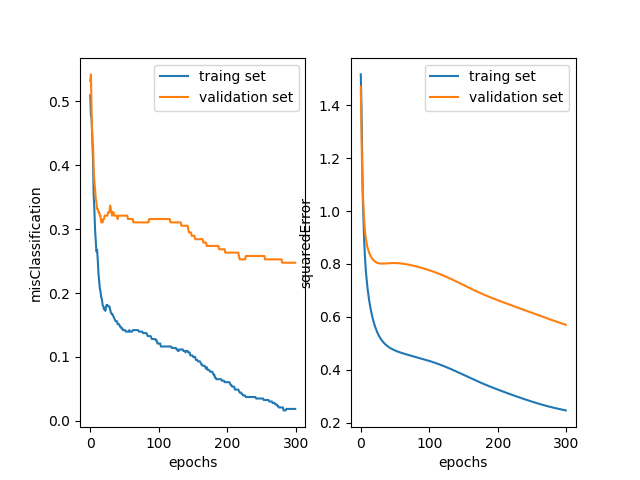 traing set
validation set
0.5
0.4
0.3
0.2
0.1
0.0
misClassification
0
100
200
300
epochs
traing set
validation set
1.4
1.2
1.0
0.8
0.6
0.4
0.2
squaredError
0
100
200
300
epochs